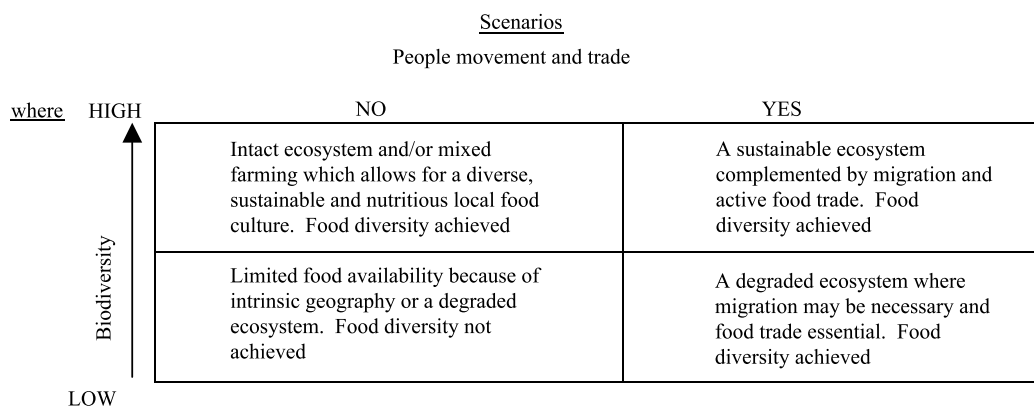 Scenarios
People movement and trade
where HIGH NO YES
Intact ecosystem and/or mixed
farming which allows for a diverse,
sustainable and nutritious local food
culture.  Food diversity achieved
A sustainable ecosystem
complemented by migration and
active food trade.  Food
diversity achieved
Biodiversity
Limited food availability because of
intrinsic geography or a degraded
ecosystem.  Food diversity not
achieved
A degraded ecosystem where
migration may be necessary and
food trade essential.  Food
diversity achieved
LOW